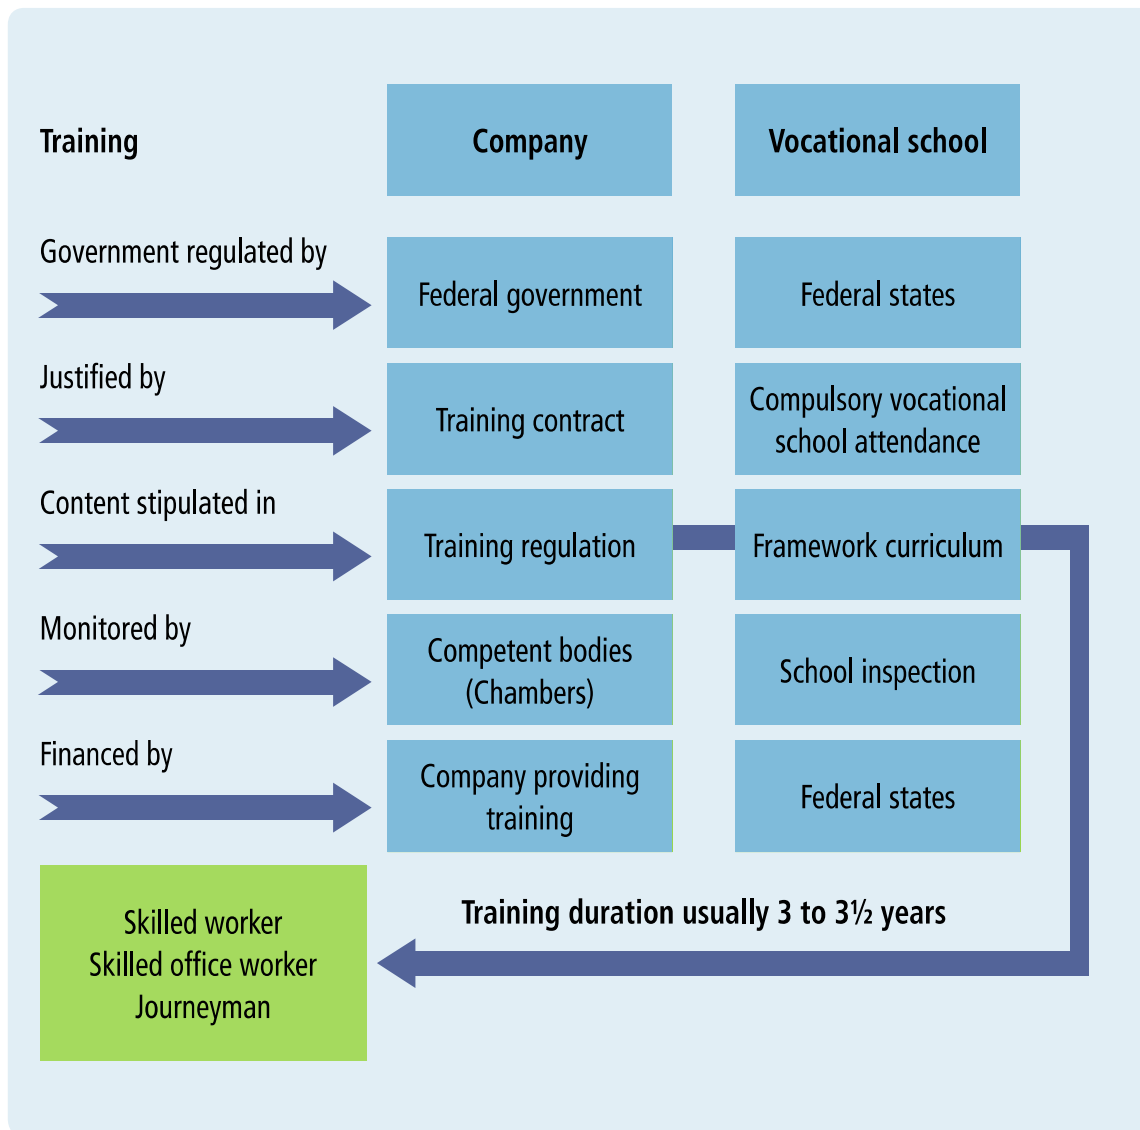 Training
Company
Vocational school
Government regulated by
Federal government
Federal states
Justified by
Training contract
Compulsory vocational
school attendance
Content stipulated in
Training regulation
Framework curriculum
Monitored by
Competent bodies
(Chambers)
School inspection
Financed by
Company providing
training
Federal states
Skilled worker
Skilled office worker
Journeyman
Training duration usually 3 to 3½ years